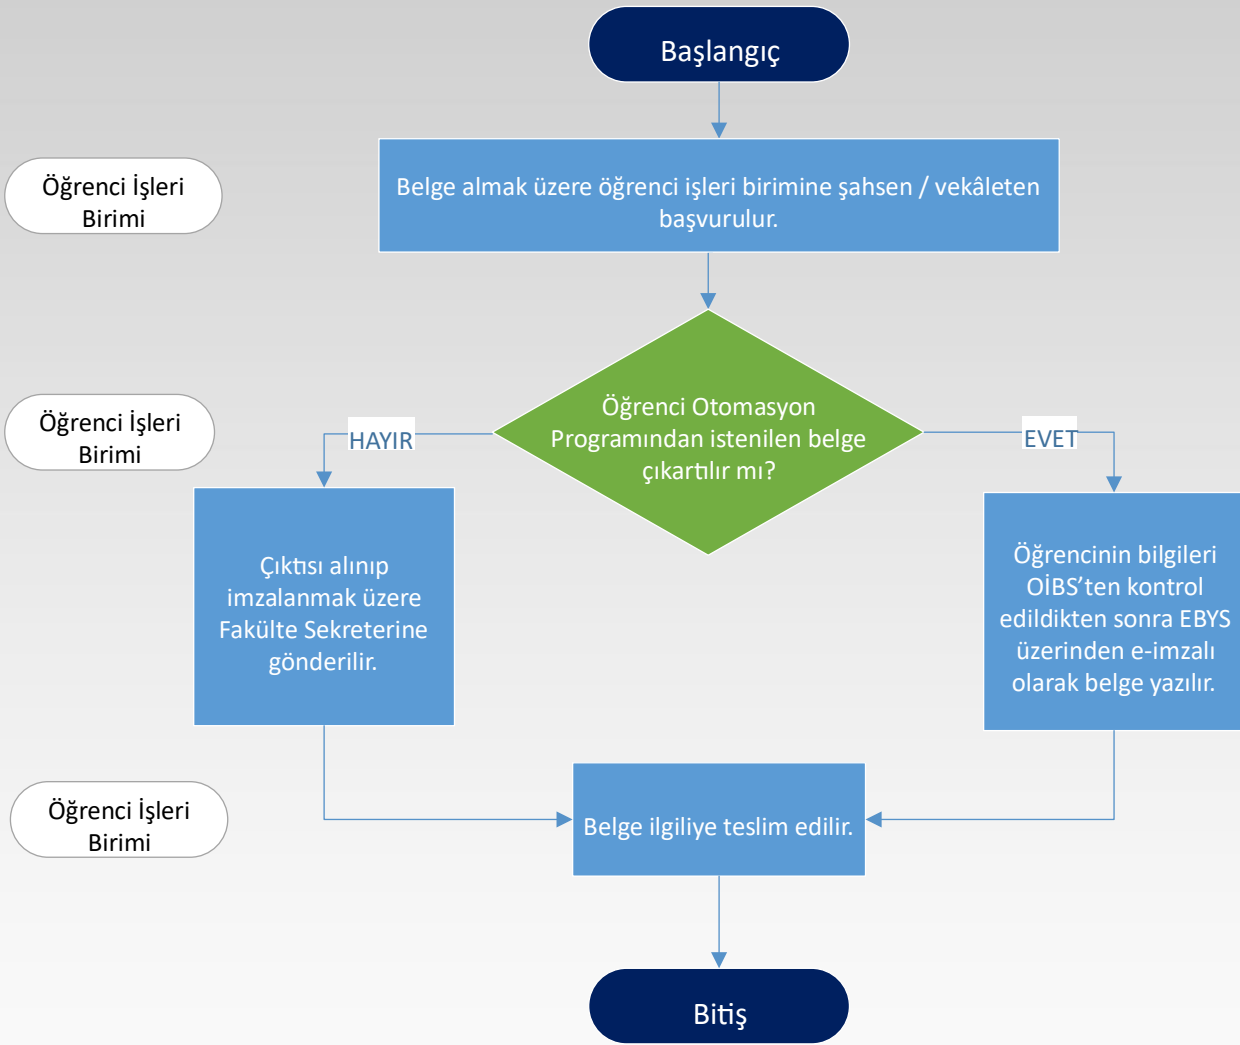 Başlangıç
Öğrenci İşleri
Birimi
Belge almak üzere öğrenci işleri birimine şahsen / vekâleten
başvurulur.
Öğrenci İşleri
Birimi
Öğrenci Otomasyon
Programından istenilen belge
çıkartılır mı?
HAYIR
EVET
Çıktısı alınıp
imzalanmak üzere
Fakülte Sekreterine
gönderilir.
Öğrencinin bilgileri
OİBS’ten kontrol
edildikten sonra EBYS
üzerinden e-imzalı
olarak belge yazılır.
Öğrenci İşleri
Birimi
Belge ilgiliye teslim edilir.
Bitiş